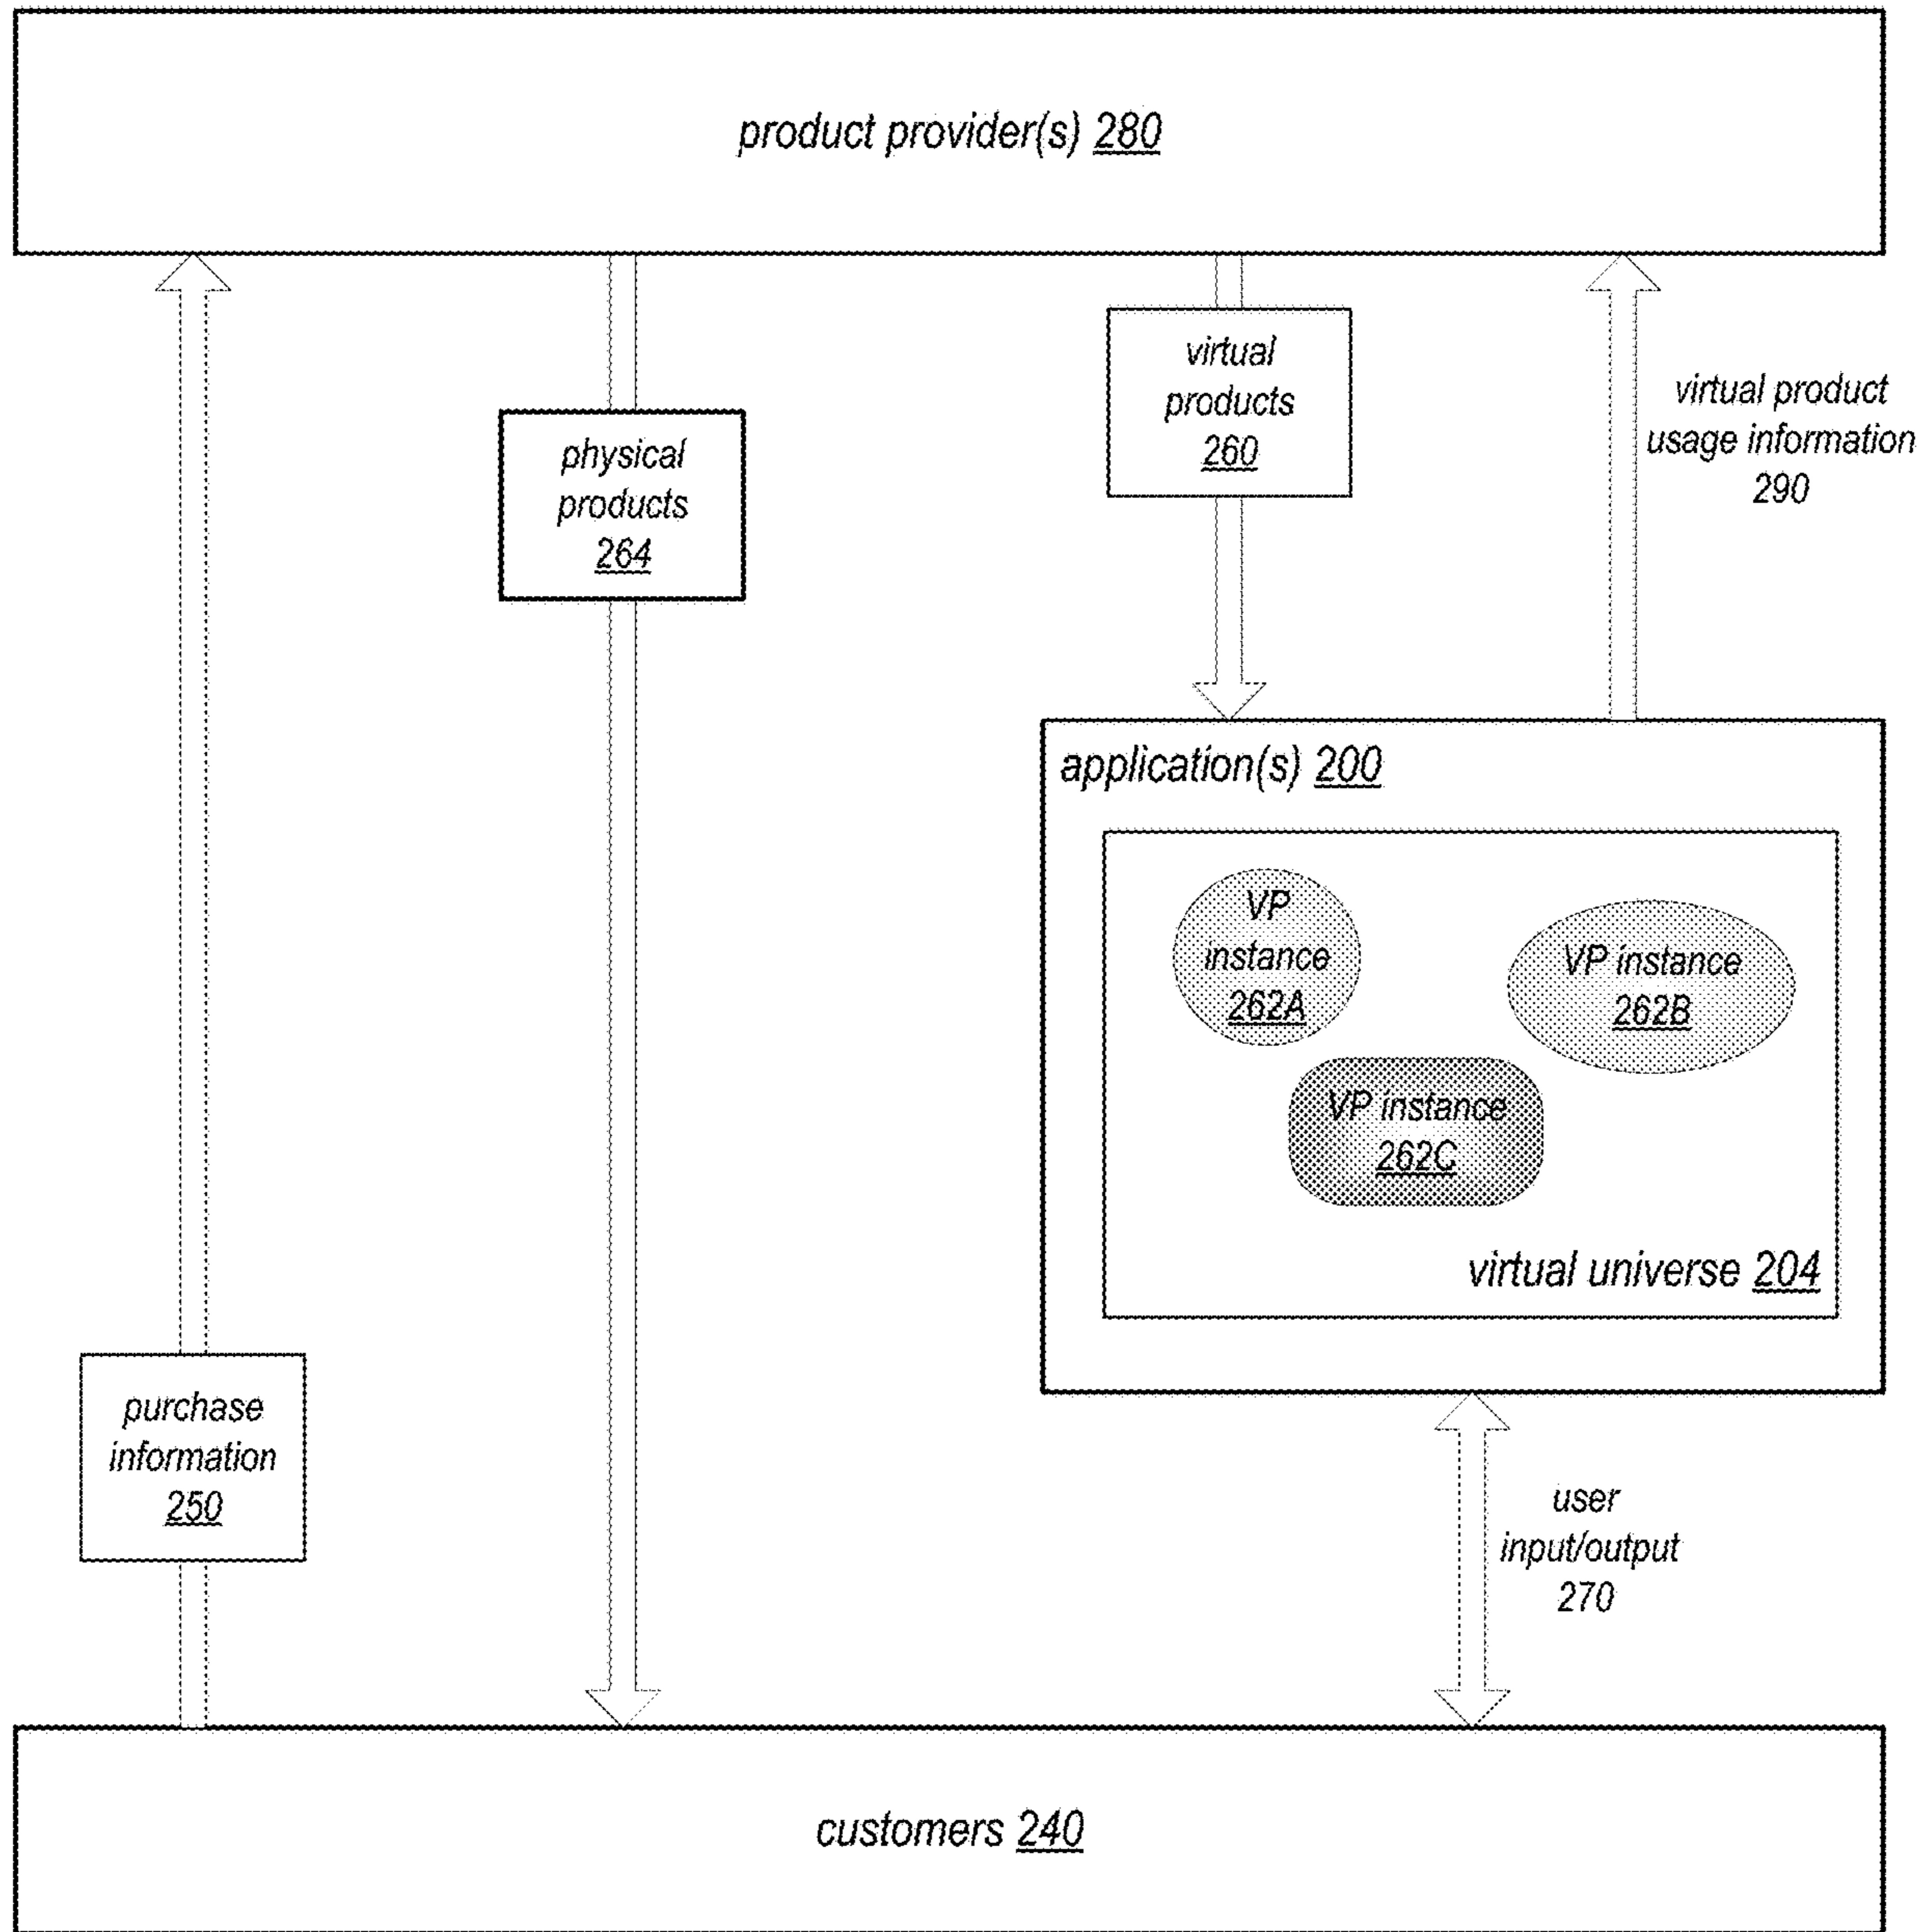 product provider(s) 280
virtual
products
260
virtual product
usage information
290
physical
products
264
application(s) 200
VP
instance
262A
VP instance
262B
VP instance
262C
virtual universe 204
purchase
information
250
user
input/output
270
customers 240